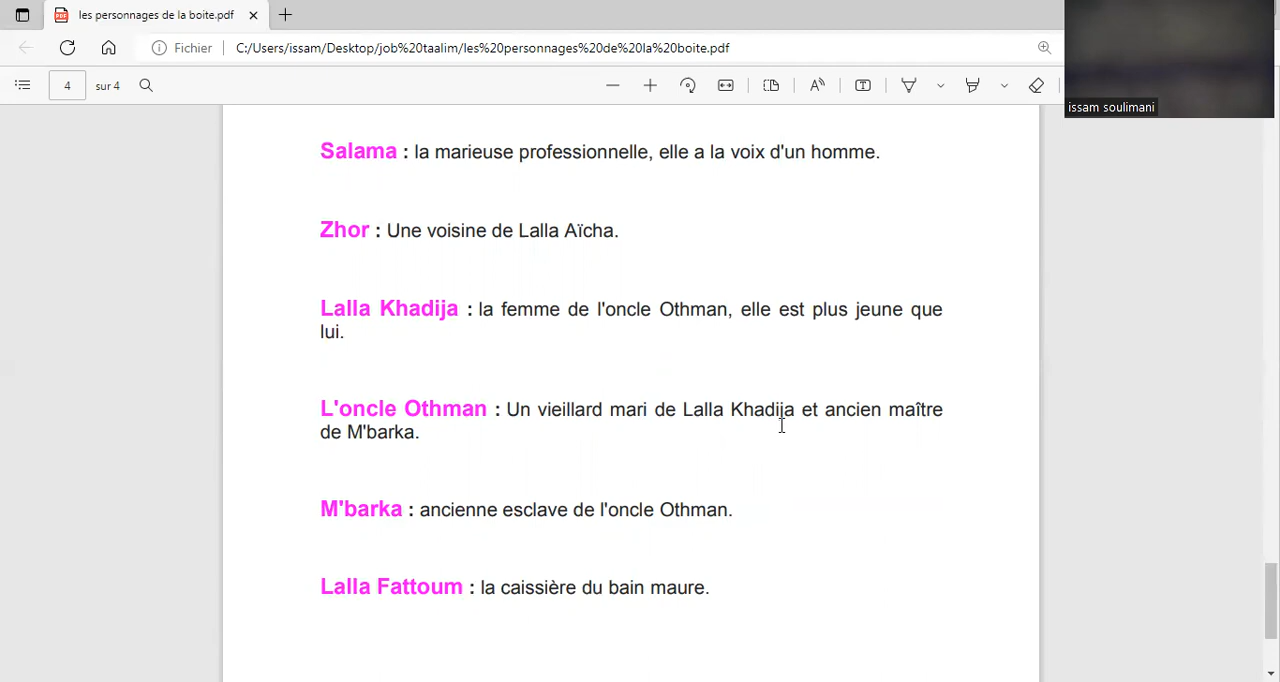 les personnages de la boite.pdf
Fichier
C:/Users/issam/Desktop/job%20taalim/les%20personnages%20de%20la%20boite.pdf
4 sur 4
issam soulimani
Salama : la marieuse professionnelle, elle a la voix d'un homme.
Zhor : Une voisine de Lalla Aïcha.
Lalla Khadija : la femme de l'oncle Othman, elle est plus jeune que
lui.
L'oncle Othman : Un vieillard mari de Lalla Khadija et ancien maître
de M'barka.
M'barka : ancienne esclave de l'oncle Othman.
Lalla Fattoum : la caissière du bain maure.